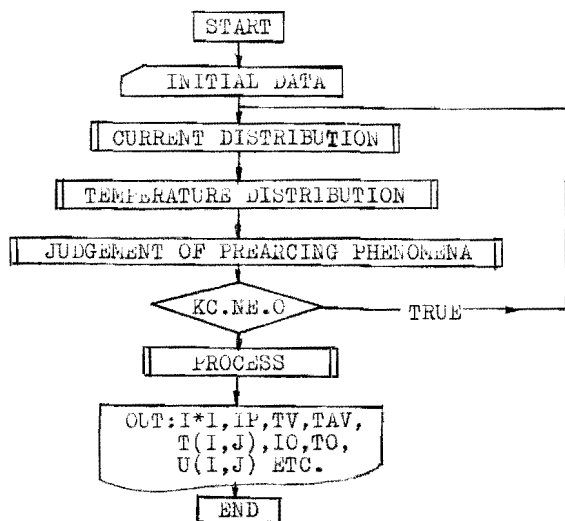 START
INITIAL DATA
CURRENT DISTRIBUTION
TEMPERATURE DISTRIBUTION
JUDGEMENT OF PREARCING PHENOMENA
KC.NE.O
TRUE
PROCESS
OUT:I*I,IP,TV,TAV,
T(I,J),IO,TO,
U(I,J) ETC.
END